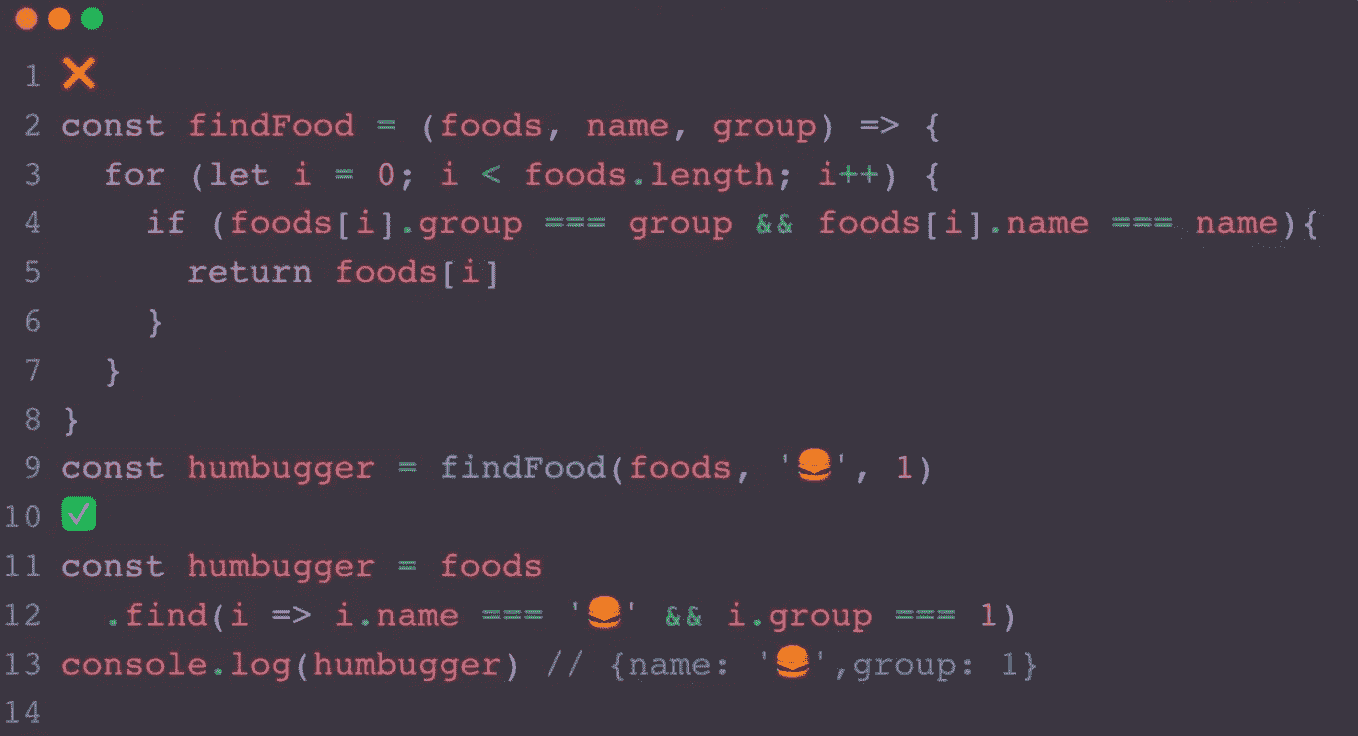 1 ❌
2 const findFood = (foods, name, group) => {
3   for (let i = 0; i < foods.length; i++) {
4     if (foods[i].group === group && foods[i].name === name){
5       return foods[i]
6     }
7   }
8 }
9 const humbugger = findFood(foods, '🍔', 1)
10 ✅
11 const humbugger = foods
12   .find(i => i.name === '🍔' && i.group === 1)
13 console.log(humbugger) // {name: '🍔',group: 1}
14